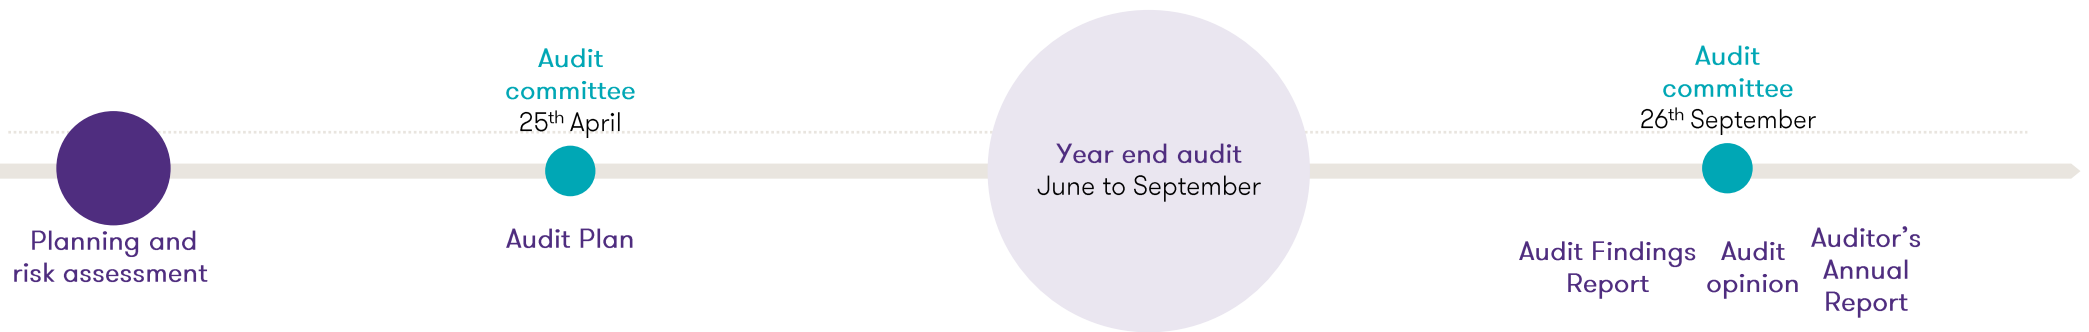 Planning and
risk assessment
Audit
committee
25th April
Audit Plan
Year end audit
June to September
Audit
committee
26th September
Audit Findings
Report
Audit
opinion
Auditor’s
Annual
Report